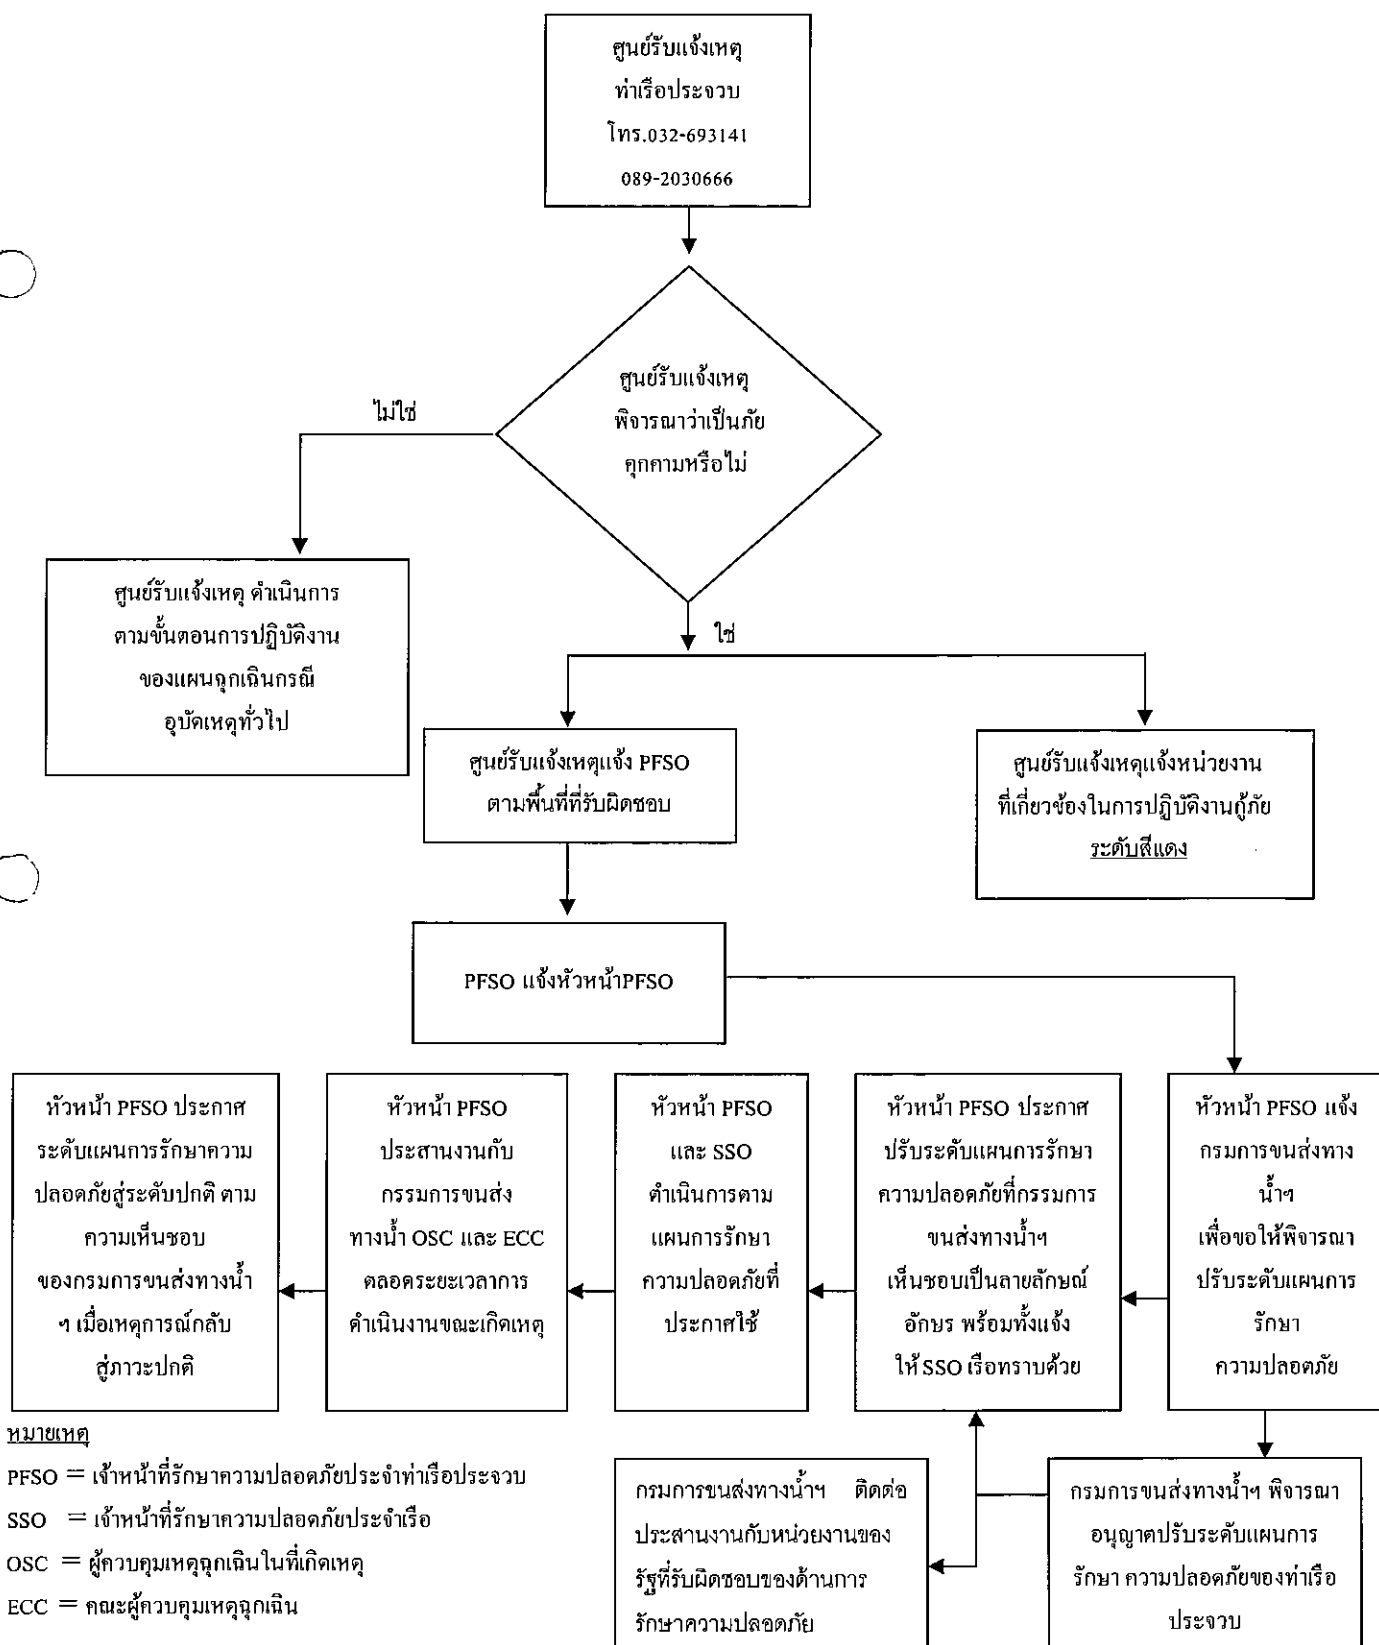 ศูนย์รับแจ้งเหตุ
ท่าเรือประจวบ
โทร.032-693141
089-2030666
ศูนย์รับแจ้งเหตุ
พิจารณาว่าเป็นภัย
คุกคามหรือไม่
ไม่ใช่
ใช่
ศูนย์รับแจ้งเหตุ ดำเนินการ
ตามขั้นตอนการปฏิบัติงาน
ของแผนฉุกเฉินกรณี
อุบัตเหตุทั่วไป
ศูนย์รับแจ้งเหตุแจ้ง PFSO
ตามพื้นที่ที่รับผิดชอบ
ศูนย์รับแจ้งเหตุแจ้งหน่วยงาน
ที่เกี่ยวข้องในการปฏิบัติงานกู้ภัย
ระดับสีแดง
PFSO แจ้งหัวหน้าPFSO
หัวหน้า PFSO ประกาศ
ระดับแผนการรักษาความ
ปลอดภัยสู่ระดับปกติ ตาม
ความเห็นชอบ
ของกรมการขนส่งทางน้ำ
ฯ เมื่อเหตุการณ์กลับ
สู่ภาวะปกติ
หัวหน้า PFSO
ประสานงานกับ
กรรมการขนส่ง
ทางน้ำ OSC และ ECC
ตลอดระยะเวลาการ
ดำเนินงานขณะเกิดเหตุ
หัวหน้า PFSO
และ SSO
ดำเนินการตาม
แผนการรักษา
ความปลอดภัยที่
ประกาศใช้
หัวหน้า PFSO ประกาศ
ปรับระดับแผนการรักษา
ความปลอดภัยที่กรรมการ
ขนส่งทางน้ำฯ
เห็นชอบเป็นลายลักษณ์
อักษร พร้อมทั้งแจ้ง
ให้ SSO เรือทราบด้วย
หัวหน้า PFSO แจ้ง
กรมการขนส่งทาง
น้ำฯ
เพื่อขอให้พิจารณา
ปรับระดับแผนการ
รักษา
ความปลอดภัย
หมายเหตุ
PFSO = เจ้าหน้าที่รักษาความปลอดภัยประจำท่าเรือประจวบ
SSO = เจ้าหน้าที่รักษาความปลอดภัยประจำเรือ
OSC = ผู้ควบคุมเหตุฉุกเฉินในที่เกิดเหตุ
ECC = คณะผู้ควบคุมเหตุฉุกเฉิน
กรมการขนส่งทางน้ำฯ ติดต่อ
ประสานงานกับหน่วยงานของ
รัฐที่รับผิดชอบของด้านการ
รักษาความปลอดภัย
กรมการขนส่งทางน้ำฯ พิจารณา
อนุญาตปรับระดับแผนการ
รักษา ความปลอดภัยของท่าเรือ
ประจวบ